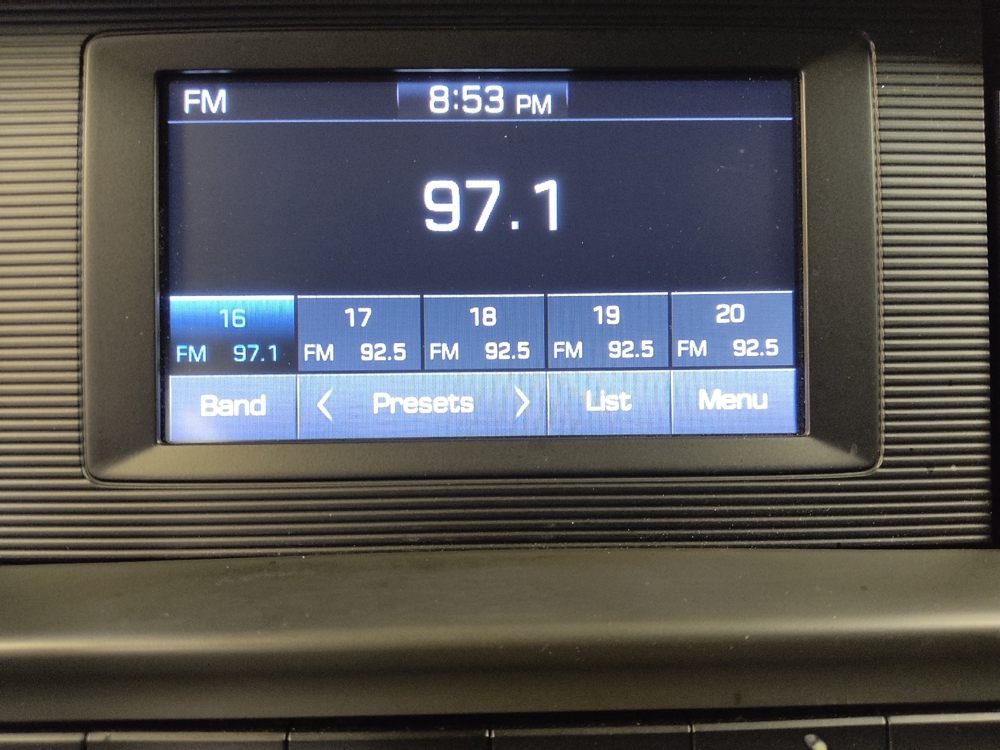 FM 8:53 PM
97.1
16 17 18 19 20
FM 97.1 FM 92.5 FM 92.5 FM 92.5 FM 92.5
Band < Presets > List Menu